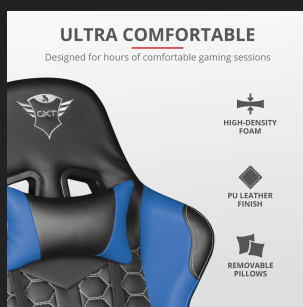 ULTRA COMFORTABLE
Designed for hours of comfortable gaming sessions
GXT
HIGH-DENSITY
FOAM
PU LEATHER
FINISH
REMOVABLE
PILLOWS